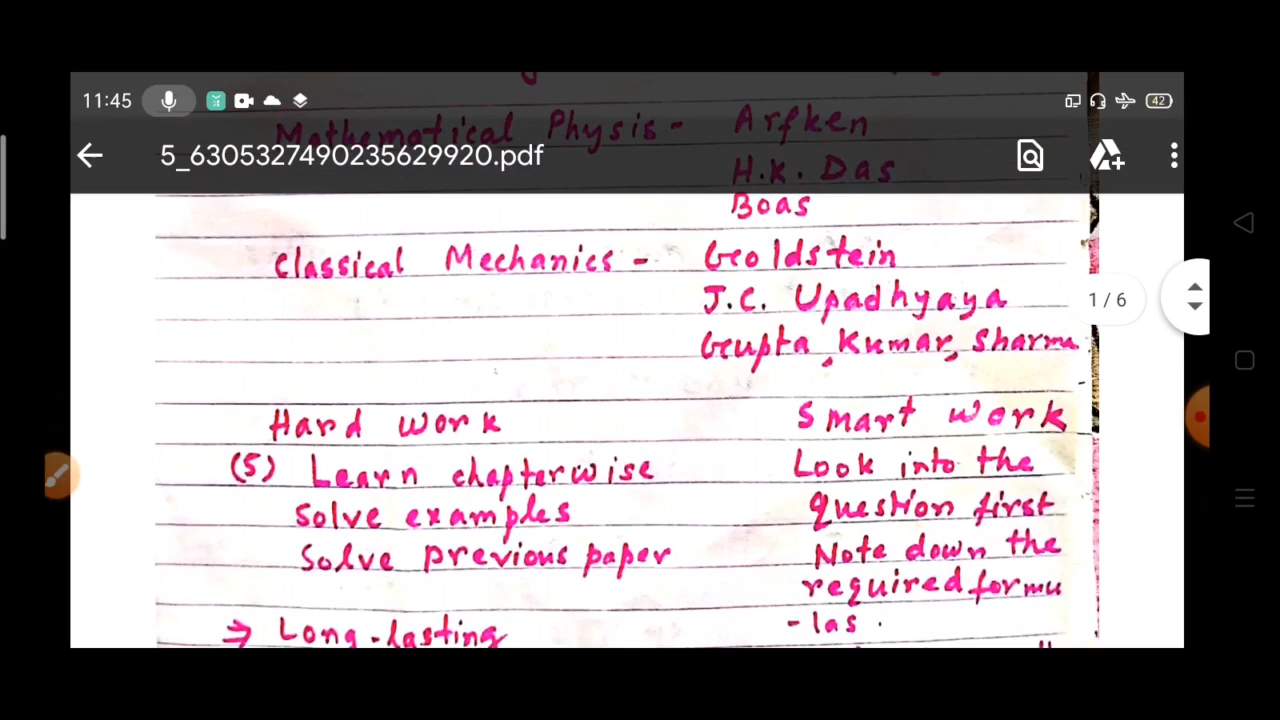 11:45
42
Mathematical Physis - Arfken
5_6305327490235629920.pdf
H.K. Das
Boas
Classical Mechanics - Goldstein
J.C. Upadhyaya
1 / 6
Gupta, Kumar, Sharma
Hard work Smart work
(5) Learn chapterwise Look into the
Solve examples question first
Solve previous paper Note down the
required formu
→ Long-lasting - las.